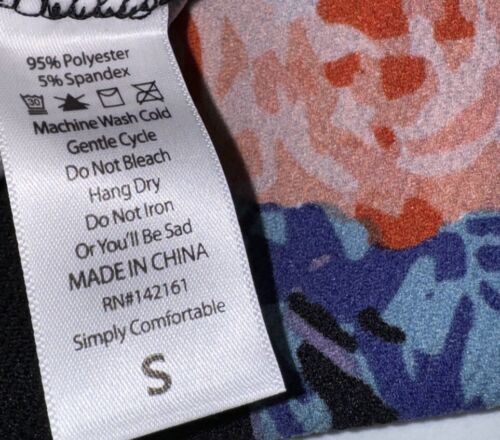 95% Polyester
5% Spandex
30
Machine Wash Cold
Gentle Cycle
Do Not Bleach
Hang Dry
Do Not Iron
Or You'll Be Sad
MADE IN CHINA
RN#142161
Simply Comfortable
S